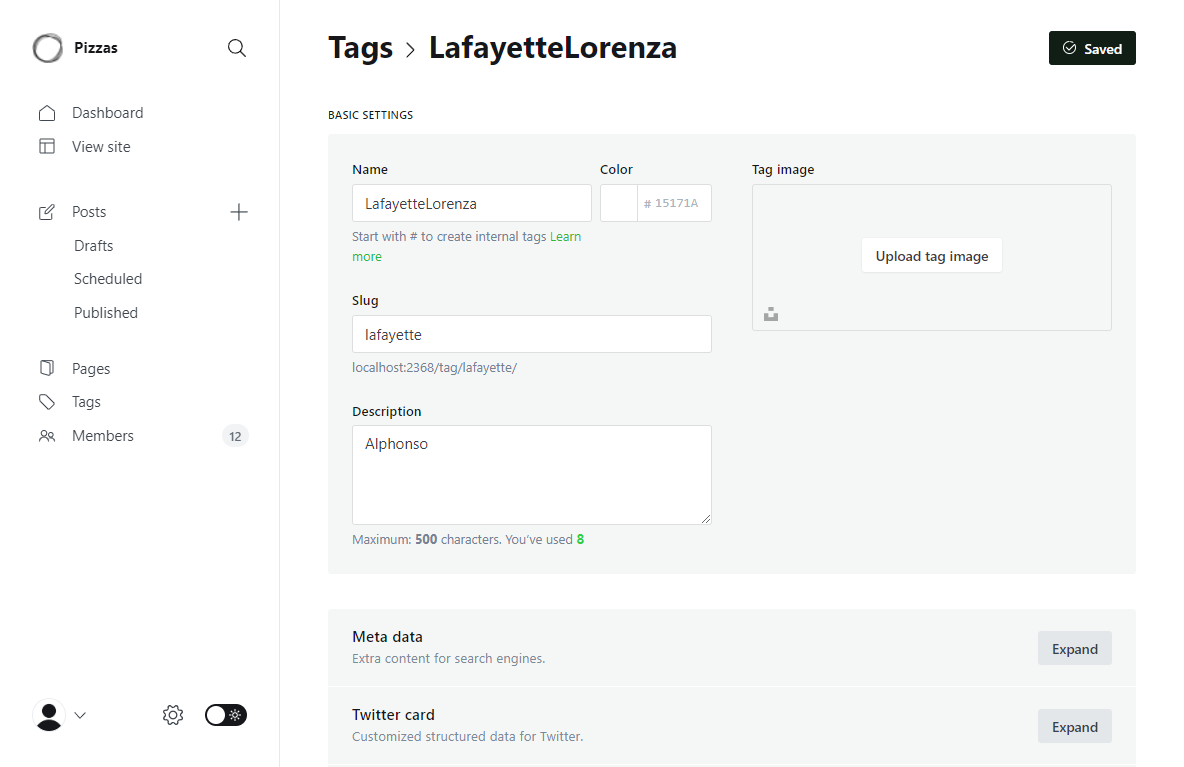 Pizzas
Dashboard
View site
Posts
Drafts
Scheduled
Published
Pages
Tags
Members 12
Tags > LafayetteLorenza
Saved
BASIC SETTINGS
Name
LafayetteLorenza
Start with # to create internal tags Learn
more
Color
# 15171A
Slug
lafayette
localhost:2368/tag/lafayette/
Description
Alphonso
Maximum: 500 characters. You’ve used 8
Tag image
Upload tag image
Meta data
Extra content for search engines.
Expand
Twitter card
Customized structured data for Twitter.
Expand